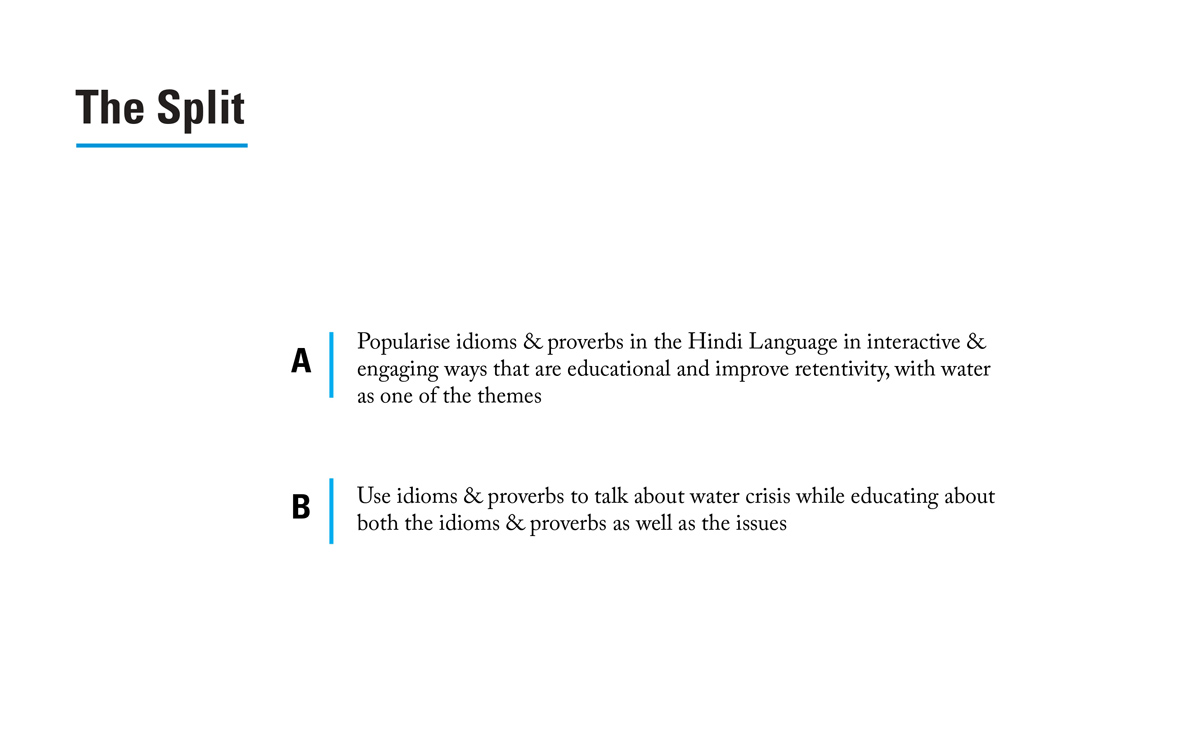 The Split
A
Popularise idioms & proverbs in the Hindi Language in interactive &
engaging ways that are educational and improve retentivity, with water
as one of the themes
B
Use idioms & proverbs to talk about water crisis while educating about
both the idioms & proverbs as well as the issues